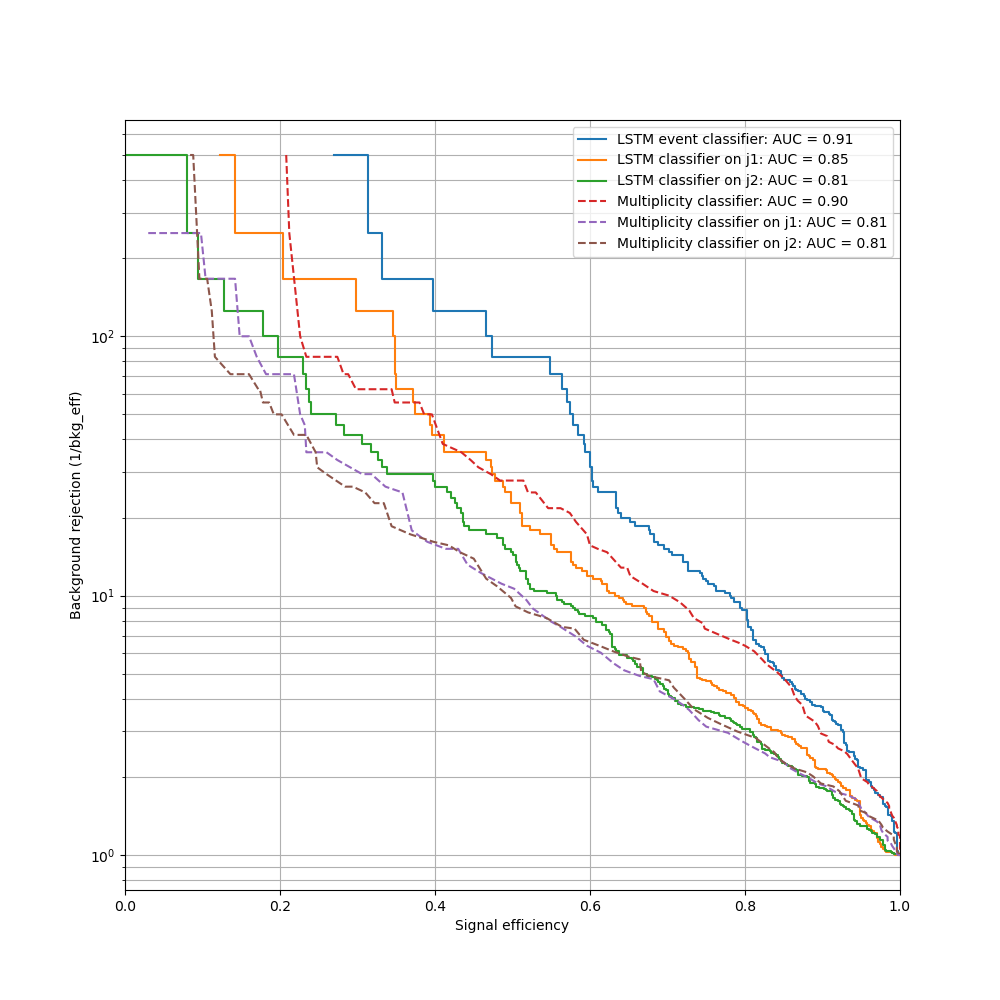 LSTM event classifier: AUC = 0.91
LSTM classifier on j1: AUC = 0.85
LSTM classifier on j2: AUC = 0.81
Multiplicity classifier: AUC = 0.90
Multiplicity classifier on j1: AUC = 0.81
Multiplicity classifier on j2: AUC = 0.81
Background rejection (1/bkg_eff)
10²
10¹
10⁰
0.0 0.2 0.4 0.6 0.8 1.0
Signal efficiency